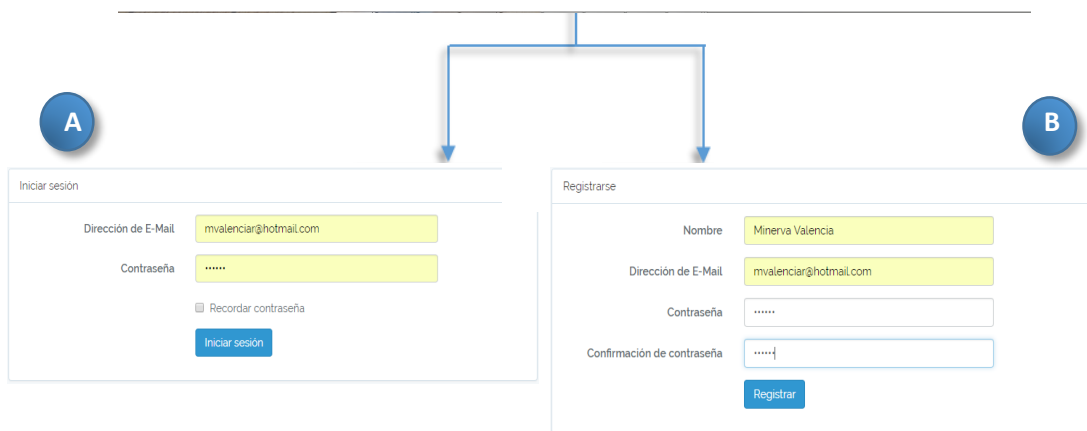 A
B
Iniciar sesión
Dirección de E-Mail mvalenciar@hotmail.com
Contraseña ••••••
Recordar contraseña
Iniciar sesión
Registrarse
Nombre Minerva Valencia
Dirección de E-Mail mvalenciar@hotmail.com
Contraseña ••••••
Confirmación de contraseña ••••••
Registrar